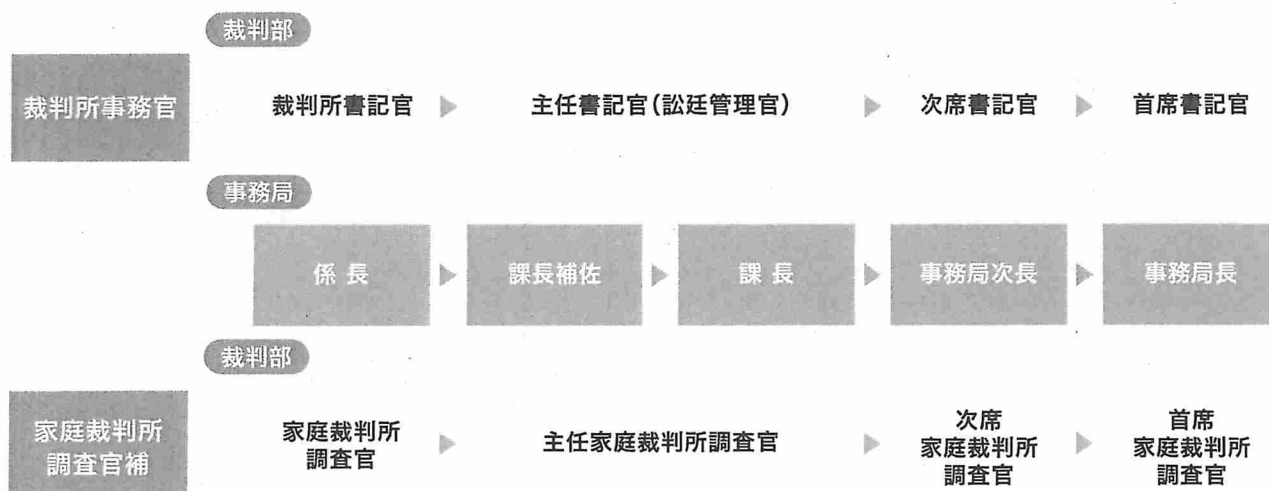 裁判部
裁判所事務官
裁判所書記官
主任書記官(訟廷管理官)
次席書記官
首席書記官
事務局
係 長
課長補佐
課 長
事務局次長
事務局長
裁判部
家庭裁判所
調査官補
家庭裁判所
調査官
主任家庭裁判所調査官
次席
家庭裁判所
調査官
首席
家庭裁判所
調査官